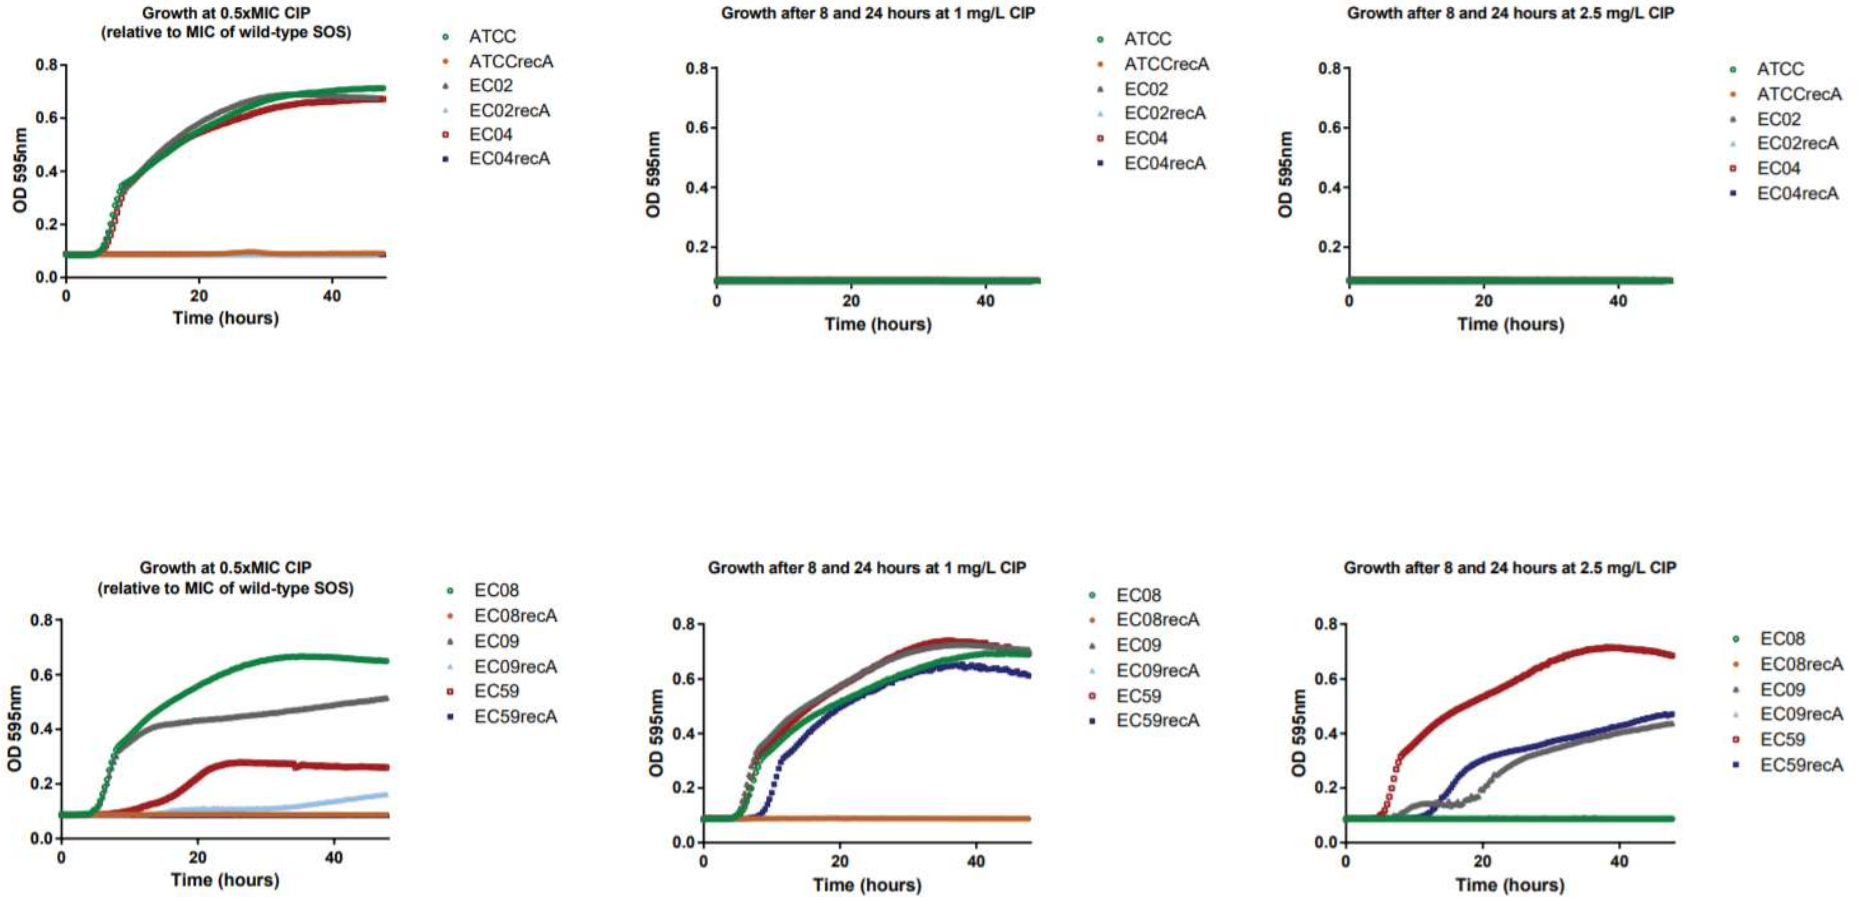 Growth at 0.5xMIC CIP
(relative to MIC of wild-type SOS)
ATCC
ATCCrecA
EC02
EC02recA
EC04
EC04recA
0.8
0.6
0.4
0.2
0.0
OD 595nm
0 20 40
Time (hours)
Growth after 8 and 24 hours at 1 mg/L CIP
ATCC
ATCCrecA
EC02
EC02recA
EC04
EC04recA
0.8
0.6
0.4
0.2
OD 595nm
0 20 40
Time (hours)
Growth after 8 and 24 hours at 2.5 mg/L CIP
ATCC
ATCCrecA
EC02
EC02recA
EC04
EC04recA
0.8
0.6
0.4
0.2
OD 595nm
0 20 40
Time (hours)
Growth at 0.5xMIC CIP
(relative to MIC of wild-type SOS)
EC08
EC08recA
EC09
EC09recA
EC59
EC59recA
0.8
0.6
0.4
0.2
0.0
OD 595nm
0 20 40
Time (hours)
Growth after 8 and 24 hours at 1 mg/L CIP
EC08
EC08recA
EC09
EC09recA
EC59
EC59recA
0.8
0.6
0.4
0.2
0.0
OD 595nm
0 20 40
Time (hours)
Growth after 8 and 24 hours at 2.5 mg/L CIP
EC08
EC08recA
EC09
EC09recA
EC59
EC59recA
0.8
0.6
0.4
0.2
0.0
OD 595nm
0 20 40
Time (hours)